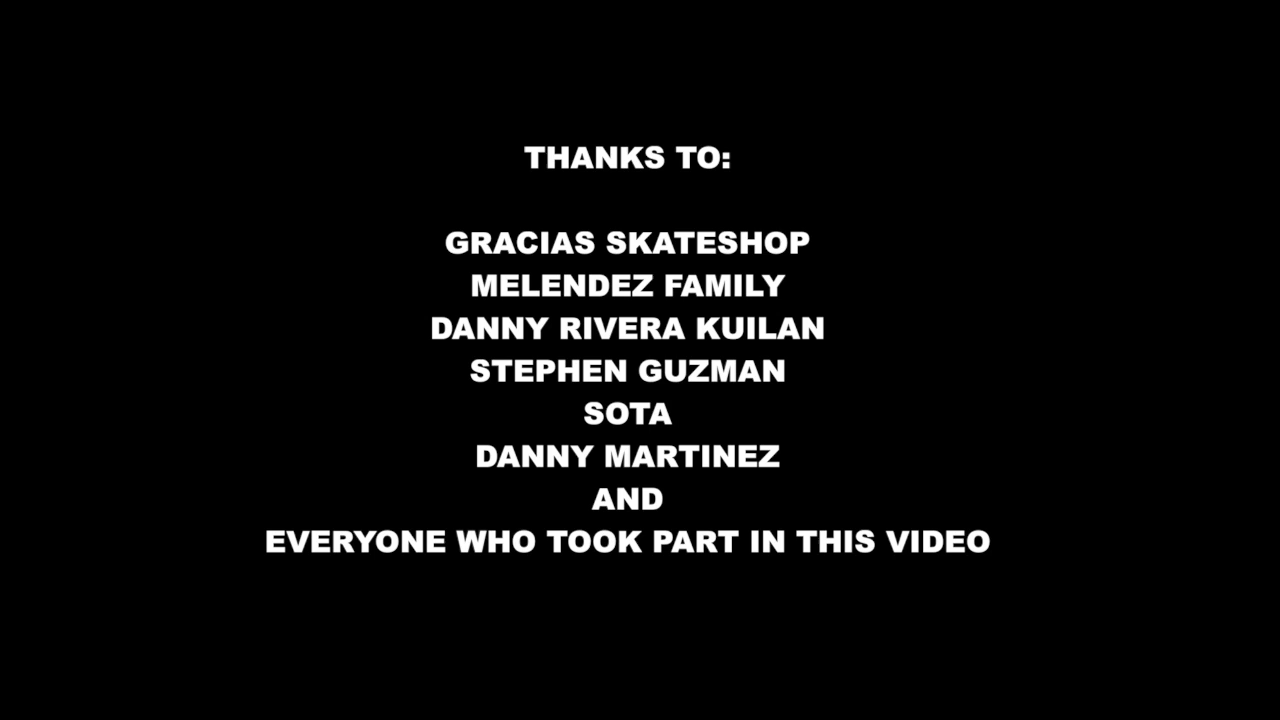 THANKS TO:
GRACIAS SKATESHOP
MELENDEZ FAMILY
DANNY RIVERA KUILAN
STEPHEN GUZMAN
SOTA
DANNY MARTINEZ
AND
EVERYONE WHO TOOK PART IN THIS VIDEO